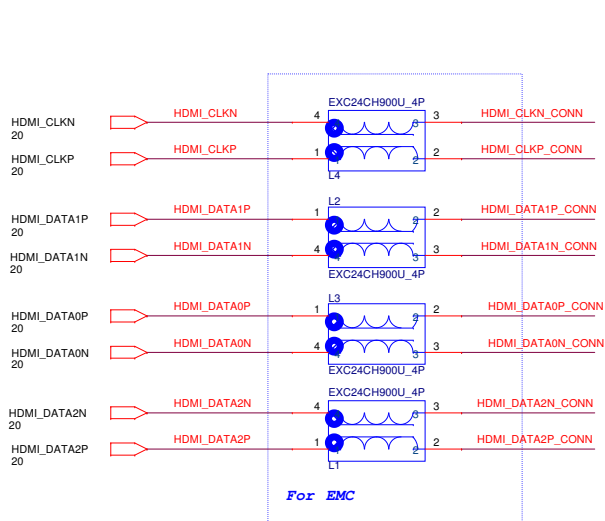 EXC24CH900U_4P
HDMI_CLKN 20 HDMI_CLKN 4 3 3 HDMI_CLKN_CONN
HDMI_CLKP 20 HDMI_CLKP 1 2 2 HDMI_CLKP_CONN
L4
L2
HDMI_DATA1P 20 HDMI_DATA1P 1 2 2 HDMI_DATA1P_CONN
HDMI_DATA1N 20 HDMI_DATA1N 4 3 3 HDMI_DATA1N_CONN
EXC24CH900U_4P
L3
HDMI_DATA0P 20 HDMI_DATA0P 1 2 2 HDMI_DATA0P_CONN
HDMI_DATA0N 20 HDMI_DATA0N 4 3 3 HDMI_DATA0N_CONN
EXC24CH900U_4P
EXC24CH900U_4P
HDMI_DATA2N 20 HDMI_DATA2N 4 3 3 HDMI_DATA2N_CONN
HDMI_DATA2P 20 HDMI_DATA2P 1 2 2 HDMI_DATA2P_CONN
L1
For EMC